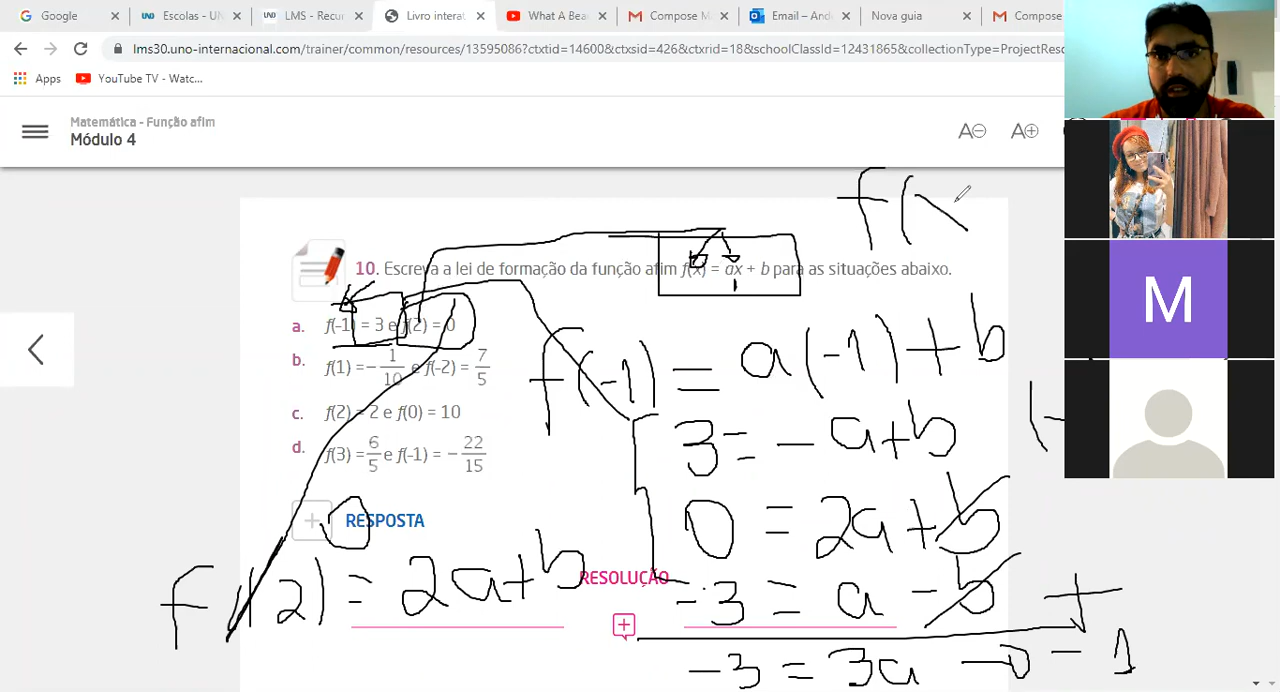 Google
Escolas - UN
LMS - Recur
Livro interat
What A Bea
Compose M
Email – And
Nova guia
Compose
lms30.uno-internacional.com/trainer/common/resources/13595086?ctxtid=14600&ctxsid=426&ctxrid=18&schoolClassId=12431865&collectionType=ProjectReso
Apps
YouTube TV - Watc...
Matemática - Função afim
Módulo 4
A⊖ A⊕
f(x
10. Escreva a lei de formação da função afim f(x) = ax + b para as situações abaixo.
a. f(-1) = 3 e f(2) = 0
b. f(1) = -1/10 e f(-2) = 7/5
c. f(2) = 2 e f(0) = 10
d. f(3) = 6/5 e f(-1) = -22/15
f(-1) = a(-1) + b
3 = -a+b
0 = 2a+b
RESPOSTA
0
f(2) = 2a+b
RESOLUÇÃO
-3 = a - b
+
-3 = 3a
- 1
M